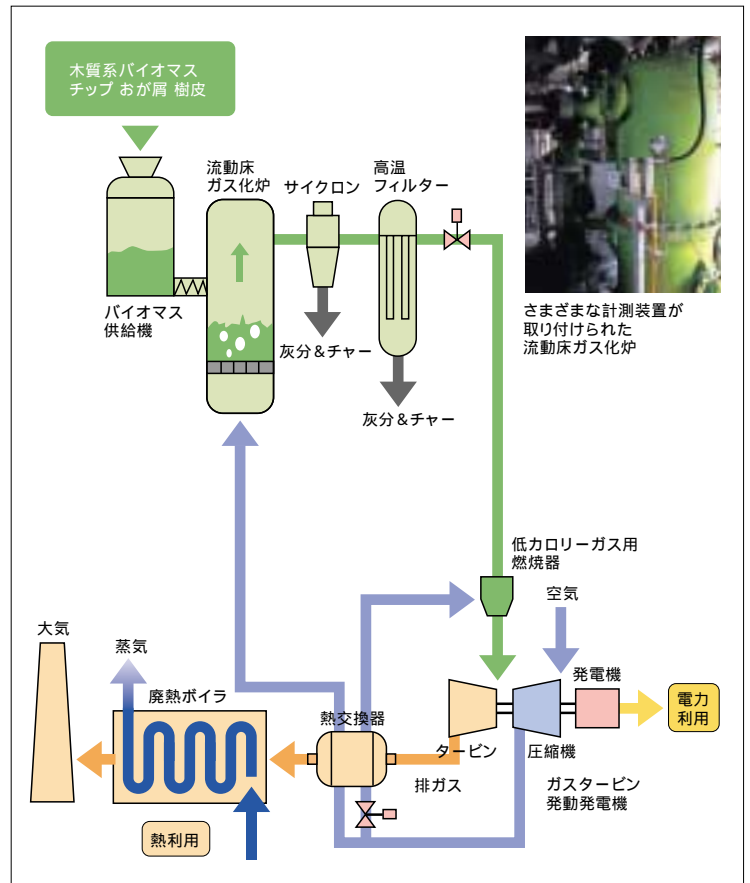 木質系バイオマス
チップ おが屑 樹皮
流動床
ガス化炉
サイクロン
高温
フィルター
バイオマス
供給機
灰分&チャー
灰分&チャー
さまざまな計測装置が
取り付けられた
流動床ガス化炉
低カロリーガス用
燃焼器
空気
大気
蒸気
廃熱ボイラ
熱交換器
タービン
圧縮機
発電機
電力
利用
排ガス
ガスタービン
発動発電機
熱利用